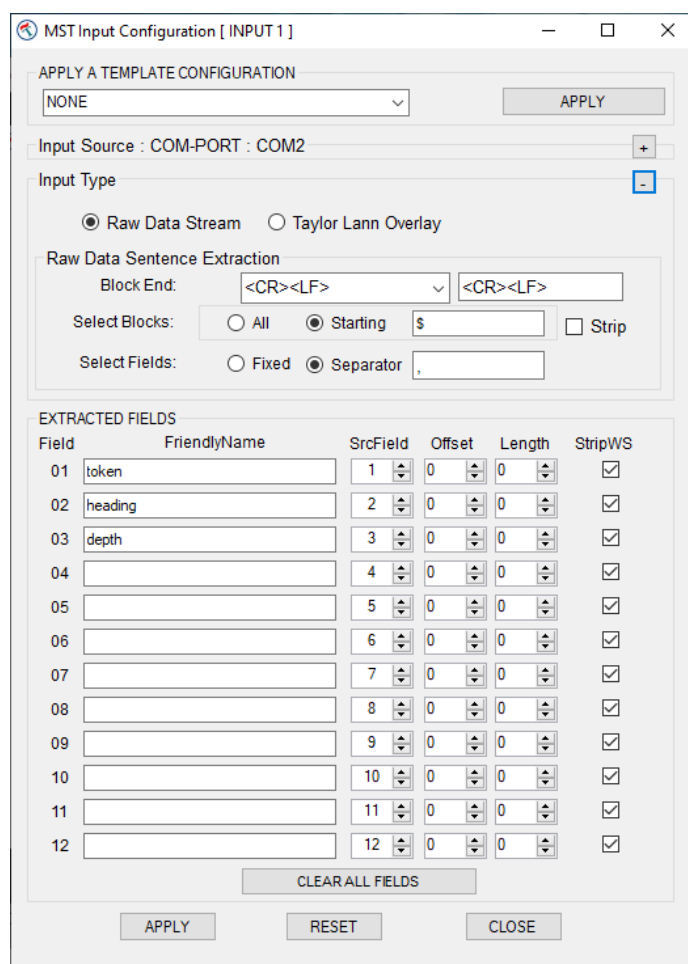 MST Input Configuration [ INPUT 1 ]
APPLY A TEMPLATE CONFIGURATION
NONE APPLY
Input Source : COM-PORT : COM2 +
Input Type -
Raw Data Stream Taylor Lann Overlay
Raw Data Sentence Extraction
Block End: <CR><LF> <CR><LF>
Select Blocks: All Starting $ Strip
Select Fields: Fixed Separator ,
EXTRACTED FIELDS
Field FriendlyName SrcField Offset Length StripWS
01 token 1 0 0
02 heading 2 0 0
03 depth 3 0 0
04 4 0 0
05 5 0 0
06 6 0 0
07 7 0 0
08 8 0 0
09 9 0 0
10 10 0 0
11 11 0 0
12 12 0 0
CLEAR ALL FIELDS
APPLY RESET CLOSE